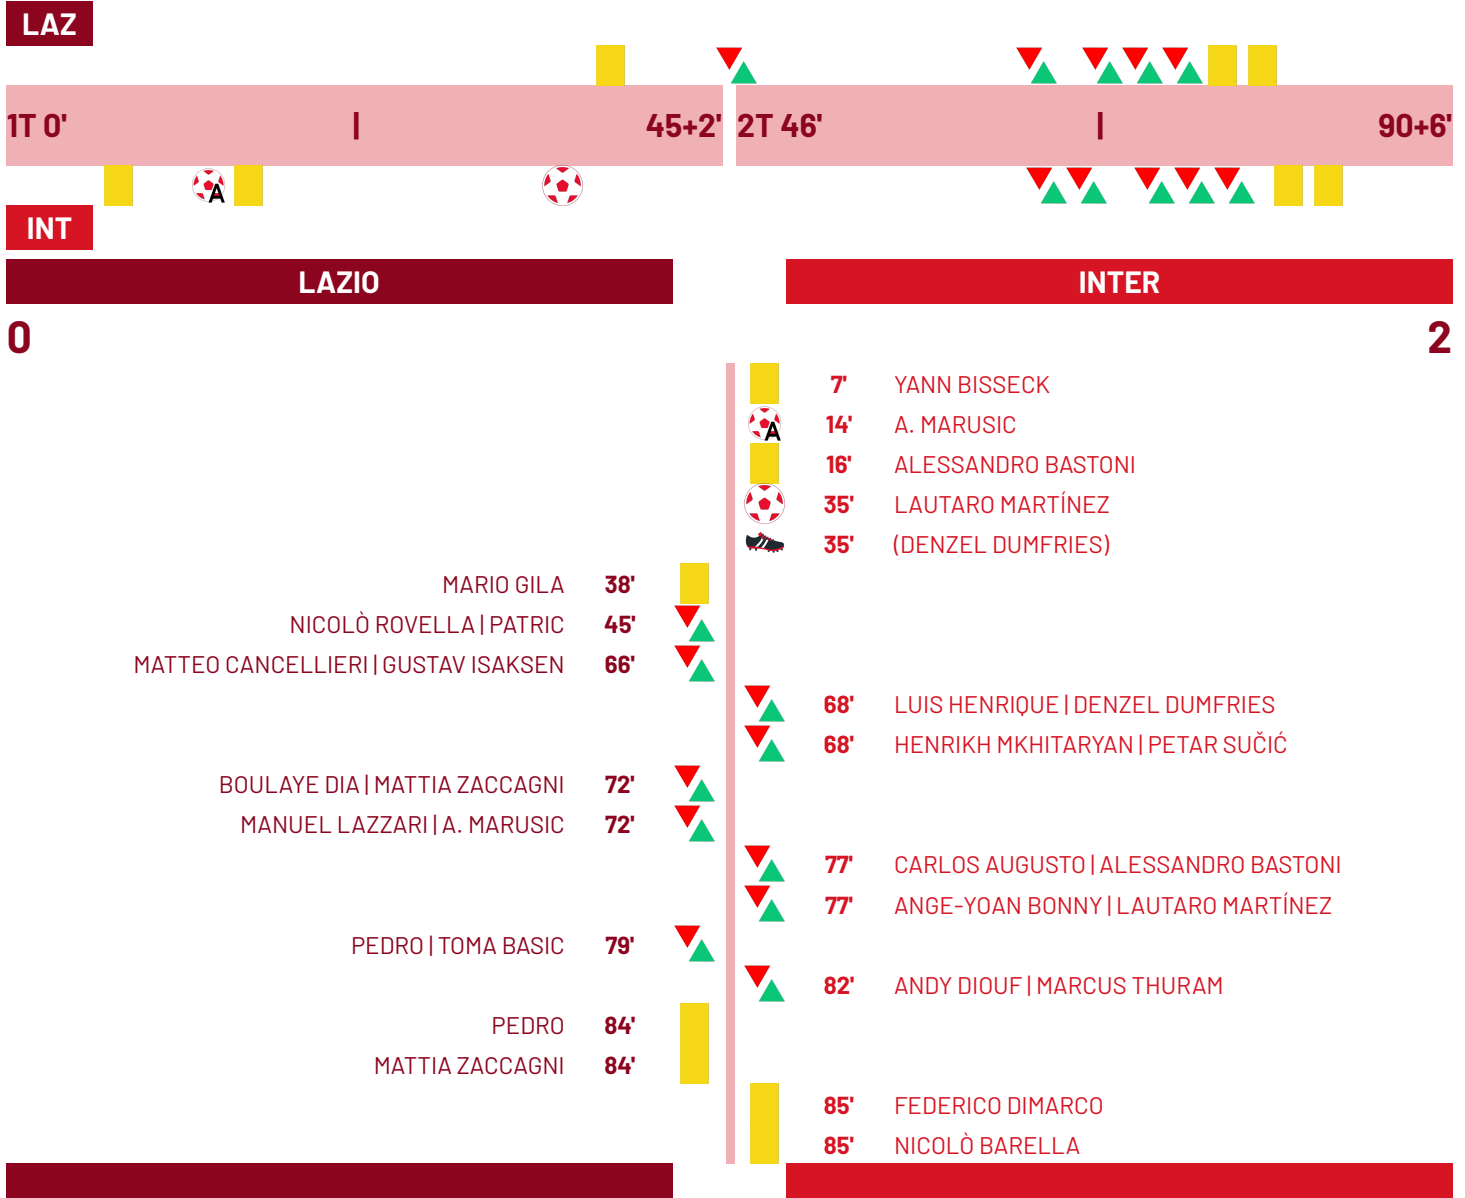 LAZ
1T 0' | 45+2' 2T 46' | 90+6'
A
INT
LAZIO INTER
0 2
7' YANN BISSECK
A 14' A. MARUSIC
16' ALESSANDRO BASTONI
35' LAUTARO MARTÍNEZ
35' (DENZEL DUMFRIES)
MARIO GILA 38'
NICOLÒ ROVELLA | PATRIC 45'
MATTEO CANCELLIERI | GUSTAV ISAKSEN 66'
68' LUIS HENRIQUE | DENZEL DUMFRIES
68' HENRIKH MKHITARYAN | PETAR SUČIĆ
BOULAYE DIA | MATTIA ZACCAGNI 72'
MANUEL LAZZARI | A. MARUSIC 72'
77' CARLOS AUGUSTO | ALESSANDRO BASTONI
77' ANGE-YOAN BONNY | LAUTARO MARTÍNEZ
PEDRO | TOMA BASIC 79'
82' ANDY DIOUF | MARCUS THURAM
PEDRO 84'
MATTIA ZACCAGNI 84'
85' FEDERICO DIMARCO
85' NICOLÒ BARELLA